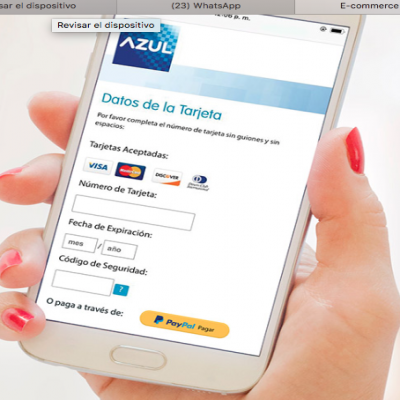 sar el dispositivo
(23) WhatsApp
E-commerce
Revisar el dispositivo
12:06 p. m.
AZUL
Datos de la Tarjeta
Por favor completa el número de tarjeta sin guiones y sin
espacios:
Tarjetas Aceptadas:
VISA MasterCard DISCOVER Diners Club International
Número de Tarjeta:
Fecha de Expiración:
mes / año
Código de Seguridad:
?
O paga a través de:
PayPal Pagar